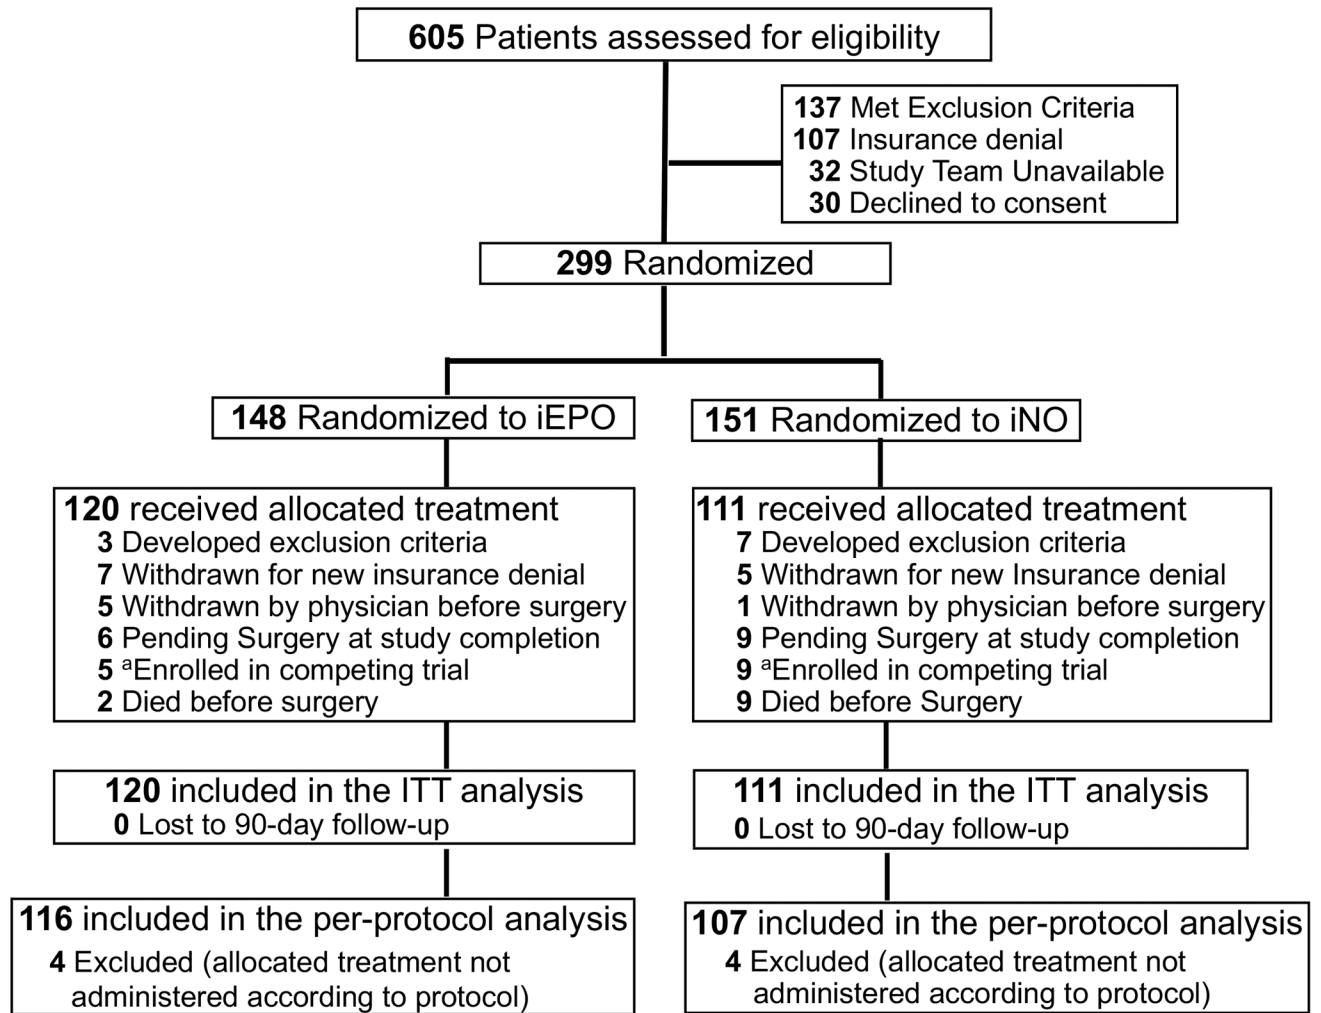 605 Patients assessed for eligibility
137 Met Exclusion Criteria
107 Insurance denial
32 Study Team Unavailable
30 Declined to consent
299 Randomized
148 Randomized to iEPO
151 Randomized to iNO
120 received allocated treatment
3 Developed exclusion criteria
7 Withdrawn for new insurance denial
5 Withdrawn by physician before surgery
6 Pending Surgery at study completion
5 ᵃEnrolled in competing trial
2 Died before surgery
111 received allocated treatment
7 Developed exclusion criteria
5 Withdrawn for new Insurance denial
1 Withdrawn by physician before surgery
9 Pending Surgery at study completion
9 ᵃEnrolled in competing trial
9 Died before Surgery
120 included in the ITT analysis
0 Lost to 90-day follow-up
111 included in the ITT analysis
0 Lost to 90-day follow-up
116 included in the per-protocol analysis
4 Excluded (allocated treatment not
administered according to protocol)
107 included in the per-protocol analysis
4 Excluded (allocated treatment not
administered according to protocol)